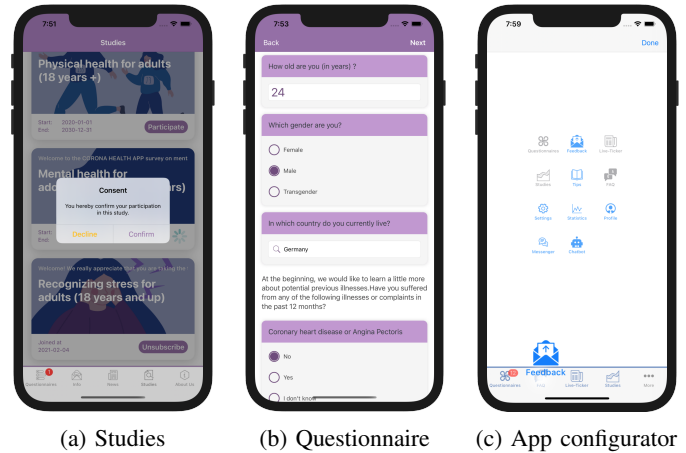 7:51
Studies
Physical health for adults
(18 years +)
Start: 2020-01-01
End: 2030-12-31
Participate
Welcome to the CORONA HEALTH APP survey on ment
Mental health for
Consent
You hereby confirm your participation
in this study.
Decline
Confirm
Start:
End:
Welcome! We really appreciate that you are taking the
Recognizing stress for
adults (18 years and up)
Joined at
2021-02-04
Unsubscribe
1
Questionnaires
Info
News
Studies
About Us
(a) Studies
7:53
Back
Next
How old are you (in years) ?
24
Which gender are you?
Female
Male
Transgender
In which country do you currently live?
Germany
At the beginning, we would like to learn a little more
about potential previous illnesses.Have you suffered
from any of the following illnesses or complaints in
the past 12 months?
Coronary heart disease or Angina Pectoris
No
Yes
I don't know
(b) Questionnaire
7:59
Done
Questionnaires
Feedback
Live-Ticker
Studies
Tips
FAQ
Settings
Statistics
Profile
Messenger
Chatbot
Feedback
Questionnaires
Live-Ticker
Studies
More
(c) App configurator